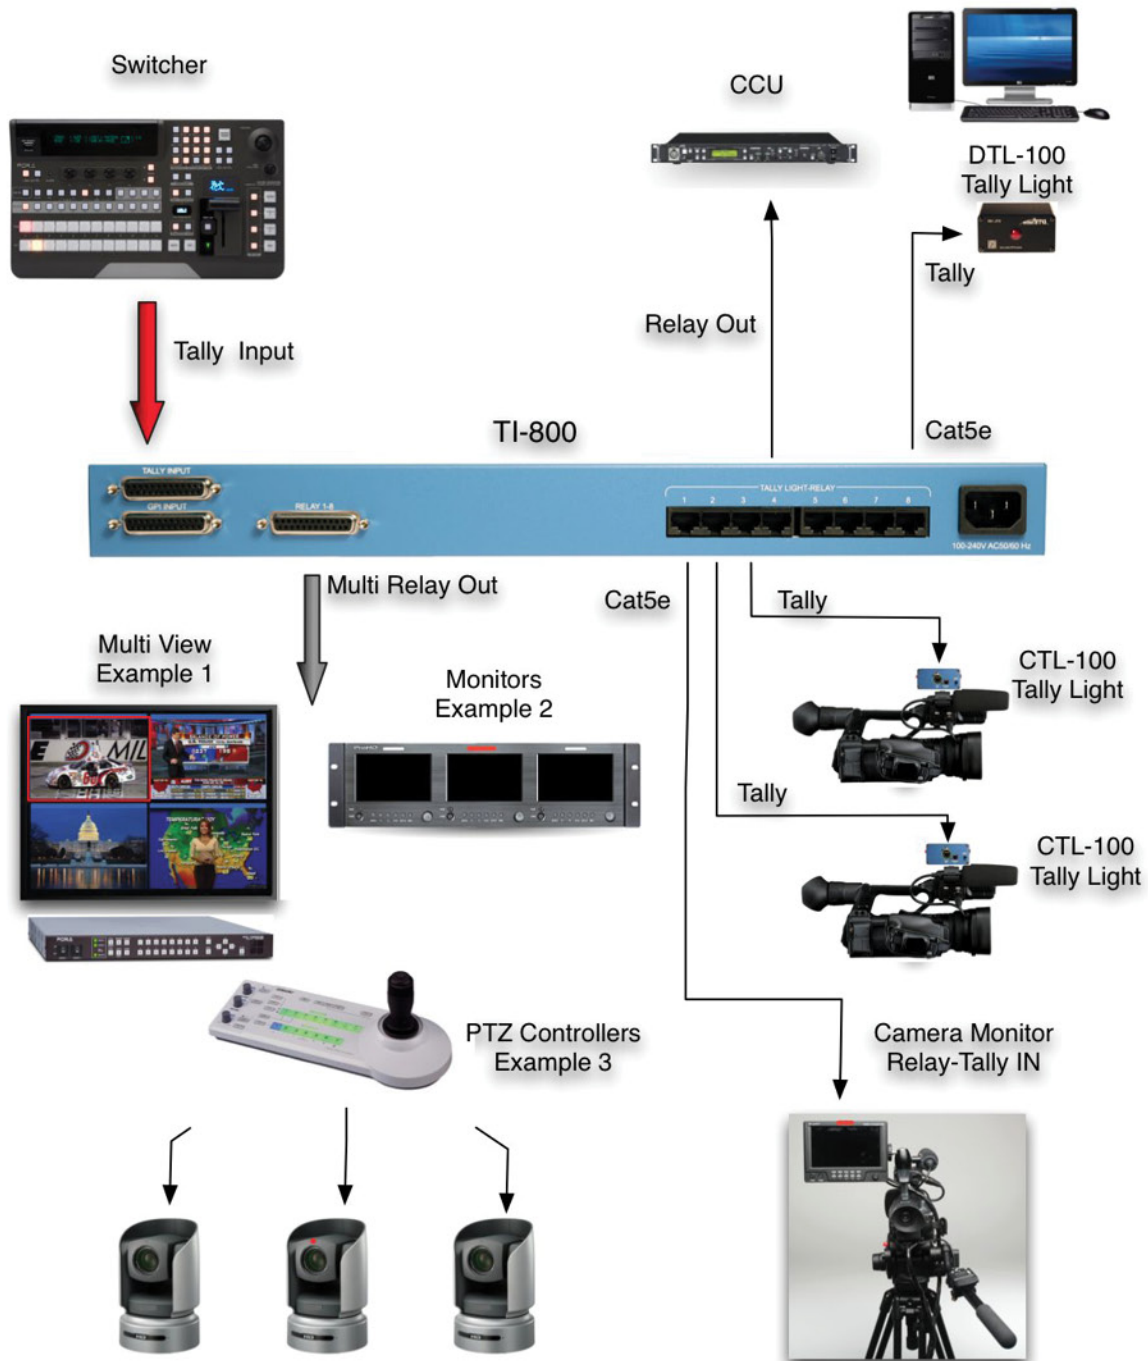 Switcher
CCU
DTL-100
Tally Light
Tally
Relay Out
Tally Input
Cat5e
TI-800
TALLY INPUT
GPI INPUT
RELAY 1-8
TALLY LIGHT-RELAY
1 2 3 4 5 6 7 8
100-240V AC50/60 Hz
Multi Relay Out
Cat5e
Tally
Multi View
Example 1
Monitors
Example 2
CTL-100
Tally Light
Tally
CTL-100
Tally Light
PTZ Controllers
Example 3
Camera Monitor
Relay-Tally IN